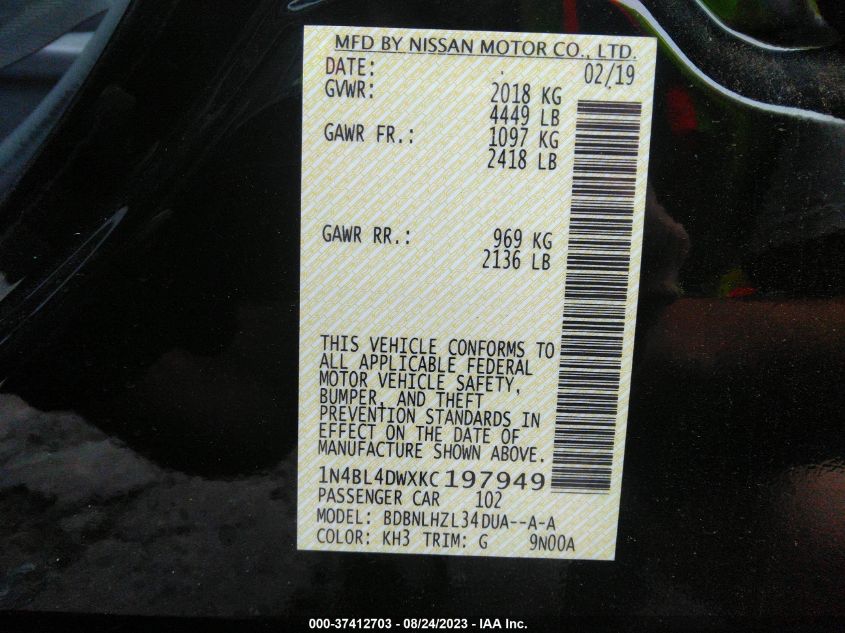 MFD BY NISSAN MOTOR CO., LTD.
DATE: 02/19
GVWR: 2018 KG
4449 LB
GAWR FR.: 1097 KG
2418 LB
GAWR RR.: 969 KG
2136 LB
THIS VEHICLE CONFORMS TO
ALL APPLICABLE FEDERAL
MOTOR VEHICLE SAFETY,
BUMPER, AND THEFT
PREVENTION STANDARDS IN
EFFECT ON THE DATE OF
MANUFACTURE SHOWN ABOVE.
1N4BL4DWXKC197949
PASSENGER CAR 102
MODEL: BDBNLHZL34DUA--A-A
COLOR: KH3 TRIM: G 9N00A
000-37412703 - 08/24/2023 - IAA Inc.